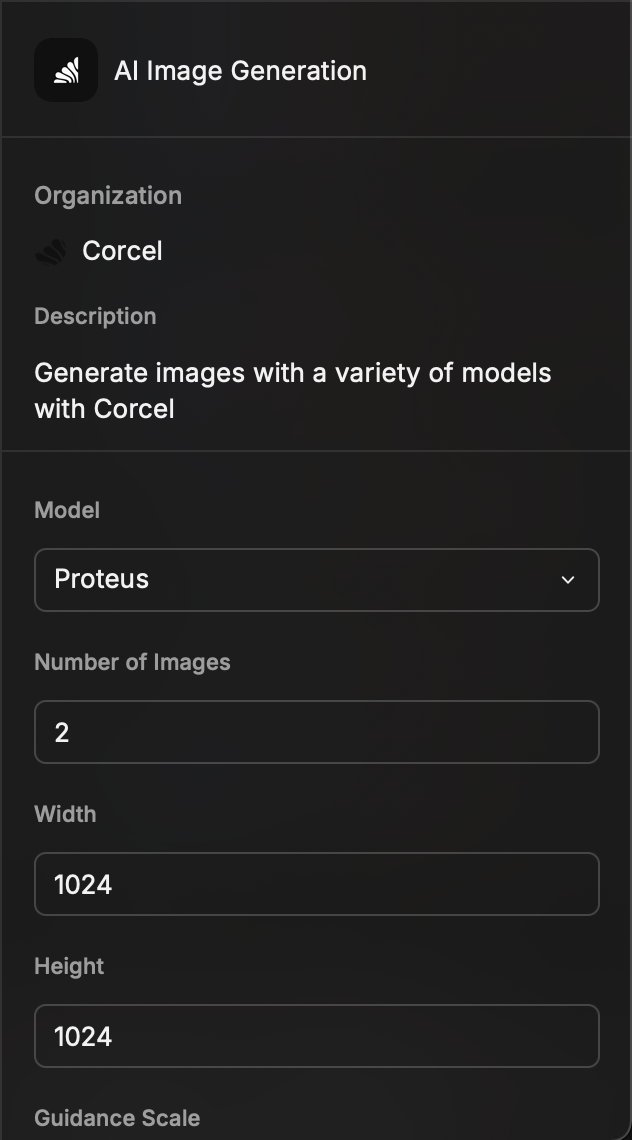 AI Image Generation
Organization
Corcel
Description
Generate images with a variety of models
with Corcel
Model
Proteus
Number of Images
2
Width
1024
Height
1024
Guidance Scale